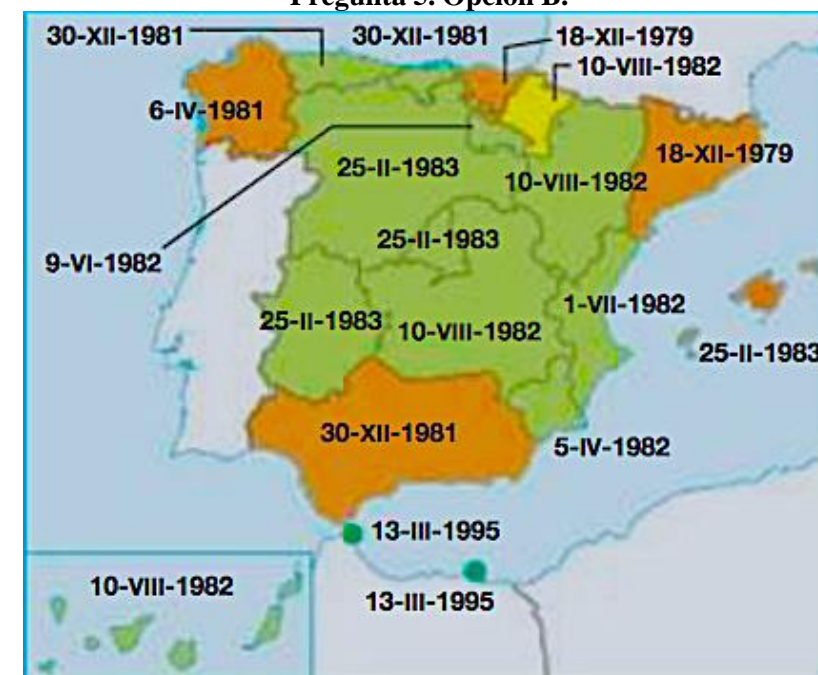 Pregunta 5. Opción B.
30-XII-1981
30-XII-1981
18-XII-1979
10-VIII-1982
6-IV-1981
18-XII-1979
25-II-1983
10-VIII-1982
25-II-1983
9-VI-1982
1-VII-1982
25-II-1983
10-VIII-1982
25-II-1983
30-XII-1981
5-IV-1982
13-III-1995
10-VIII-1982
13-III-1995